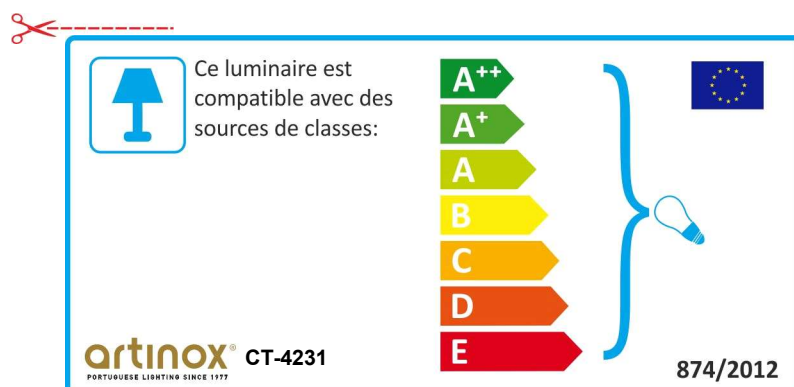 Ce luminaire est
compatible avec des
sources de classes:
A++
A+
A
B
C
D
E
artinox® CT-4231
PORTUGUESE LIGHTING SINCE 1977
874/2012